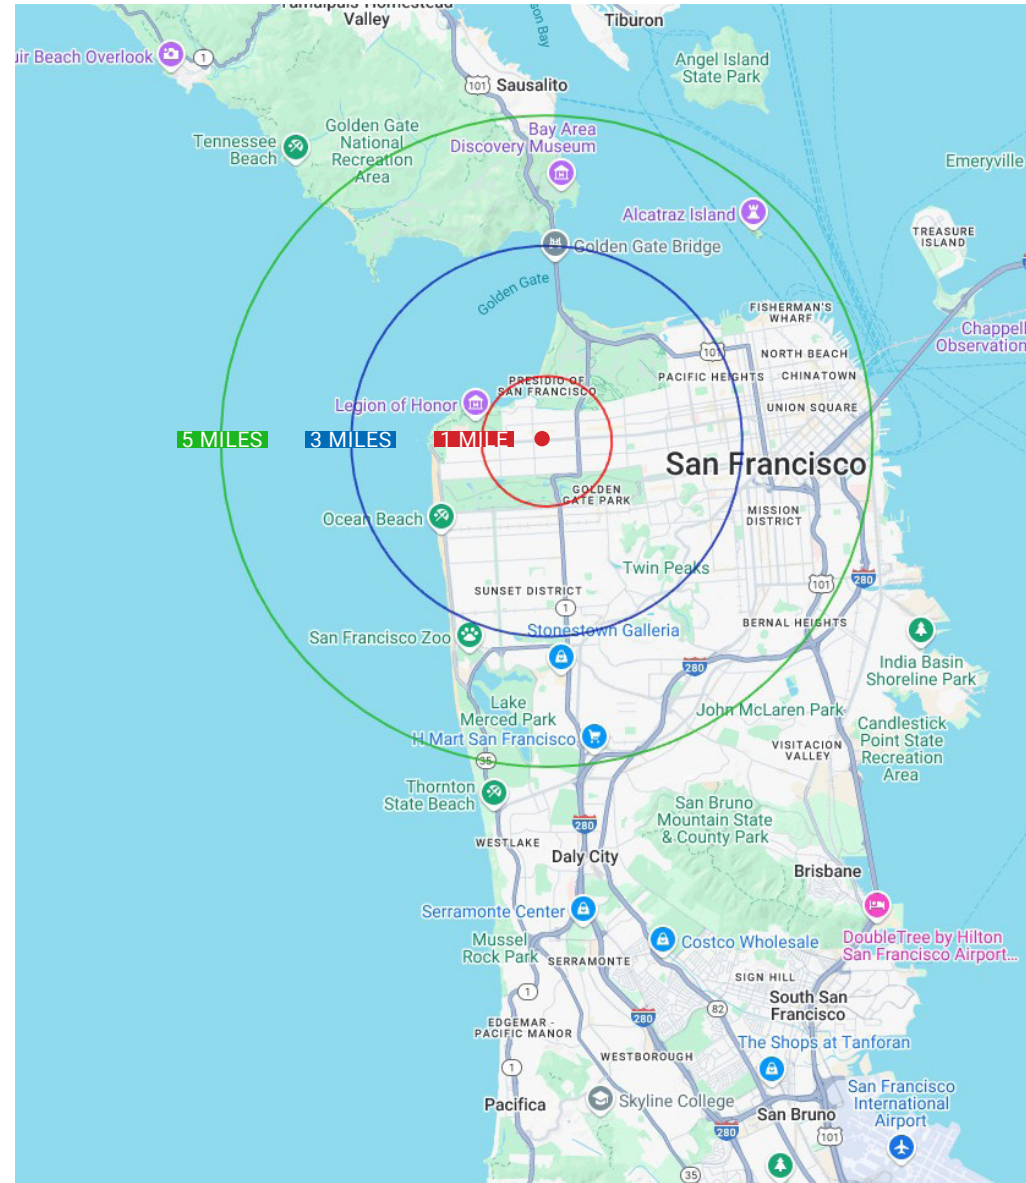 Valley
Tiburon
Muir Beach Overlook
1
Angel Island
State Park
101
Sausalito
Golden Gate
National
Recreation
Area
Bay Area
Discovery Museum
Tennessee
Beach
Emeryville
Alcatraz Island
TREASURE
ISLAND
Golden Gate Bridge
Golden Gate
FISHERMAN'S
WHARF
Chappell
Observation
101
NORTH BEACH
PRESIDIO OF
SAN FRANCISCO
PACIFIC HEIGHTS
CHINATOWN
Legion of Honor
UNION SQUARE
5 MILES
3 MILES
1 MILE
San Francisco
GOLDEN
GATE PARK
Ocean Beach
MISSION
DISTRICT
Twin Peaks
280
101
SUNSET DISTRICT
1
BERNAL HEIGHTS
San Francisco Zoo
Stonestown Galleria
280
India Basin
Shoreline Park
Lake
Merced Park
John McLaren Park
H Mart San Francisco
Candlestick
Point State
Recreation
Area
VISITACION
VALLEY
35
Thornton
State Beach
San Bruno
Mountain State
& County Park
280
WESTLAKE
Daly City
Brisbane
Serramonte Center
Mussel
Rock Park
SERRAMONTE
Costco Wholesale
DoubleTree by Hilton
San Francisco Airport...
SIGN HILL
1
82
South San
Francisco
280
EDGEMAR -
PACIFIC MANOR
The Shops at Tanforan
WESTBOROUGH
1
San Francisco
International
Airport
Pacifica
Skyline College
San Bruno
280
101
35